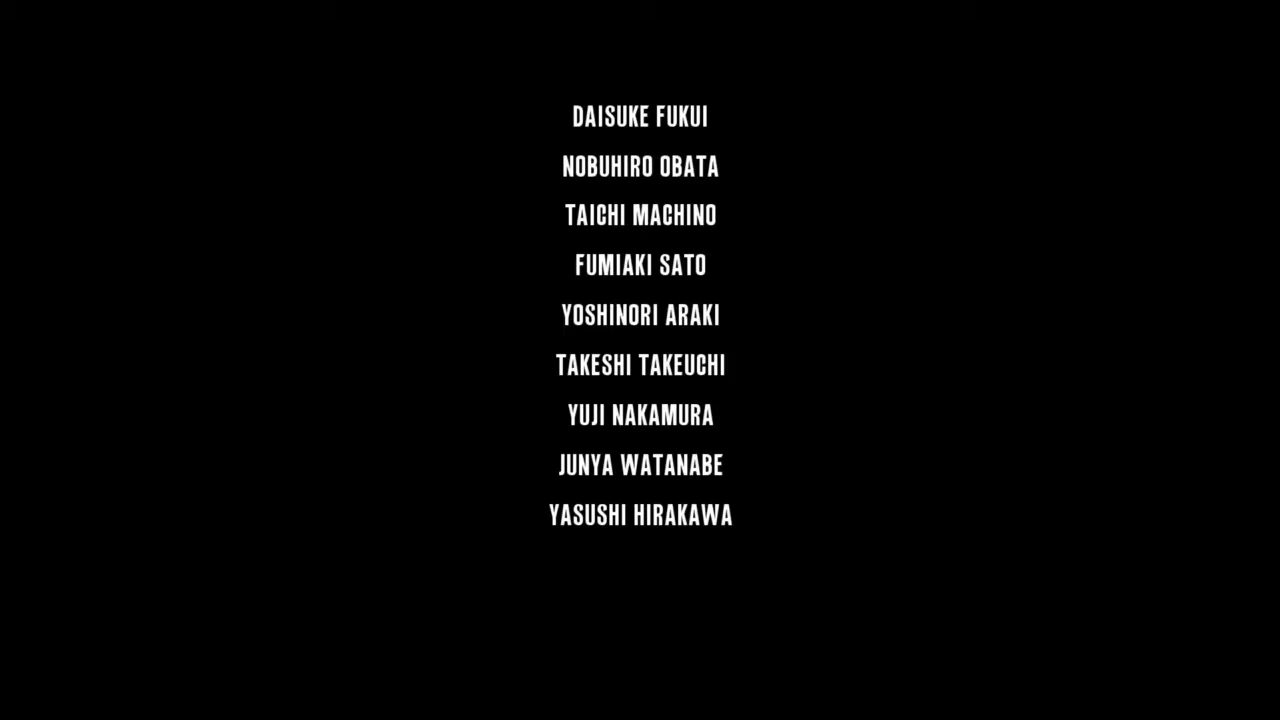 DAISUKE FUKUI
NOBUHIRO OBATA
TAICHI MACHINO
FUMIAKI SATO
YOSHINORI ARAKI
TAKESHI TAKEUCHI
YUJI NAKAMURA
JUNYA WATANABE
YASUSHI HIRAKAWA